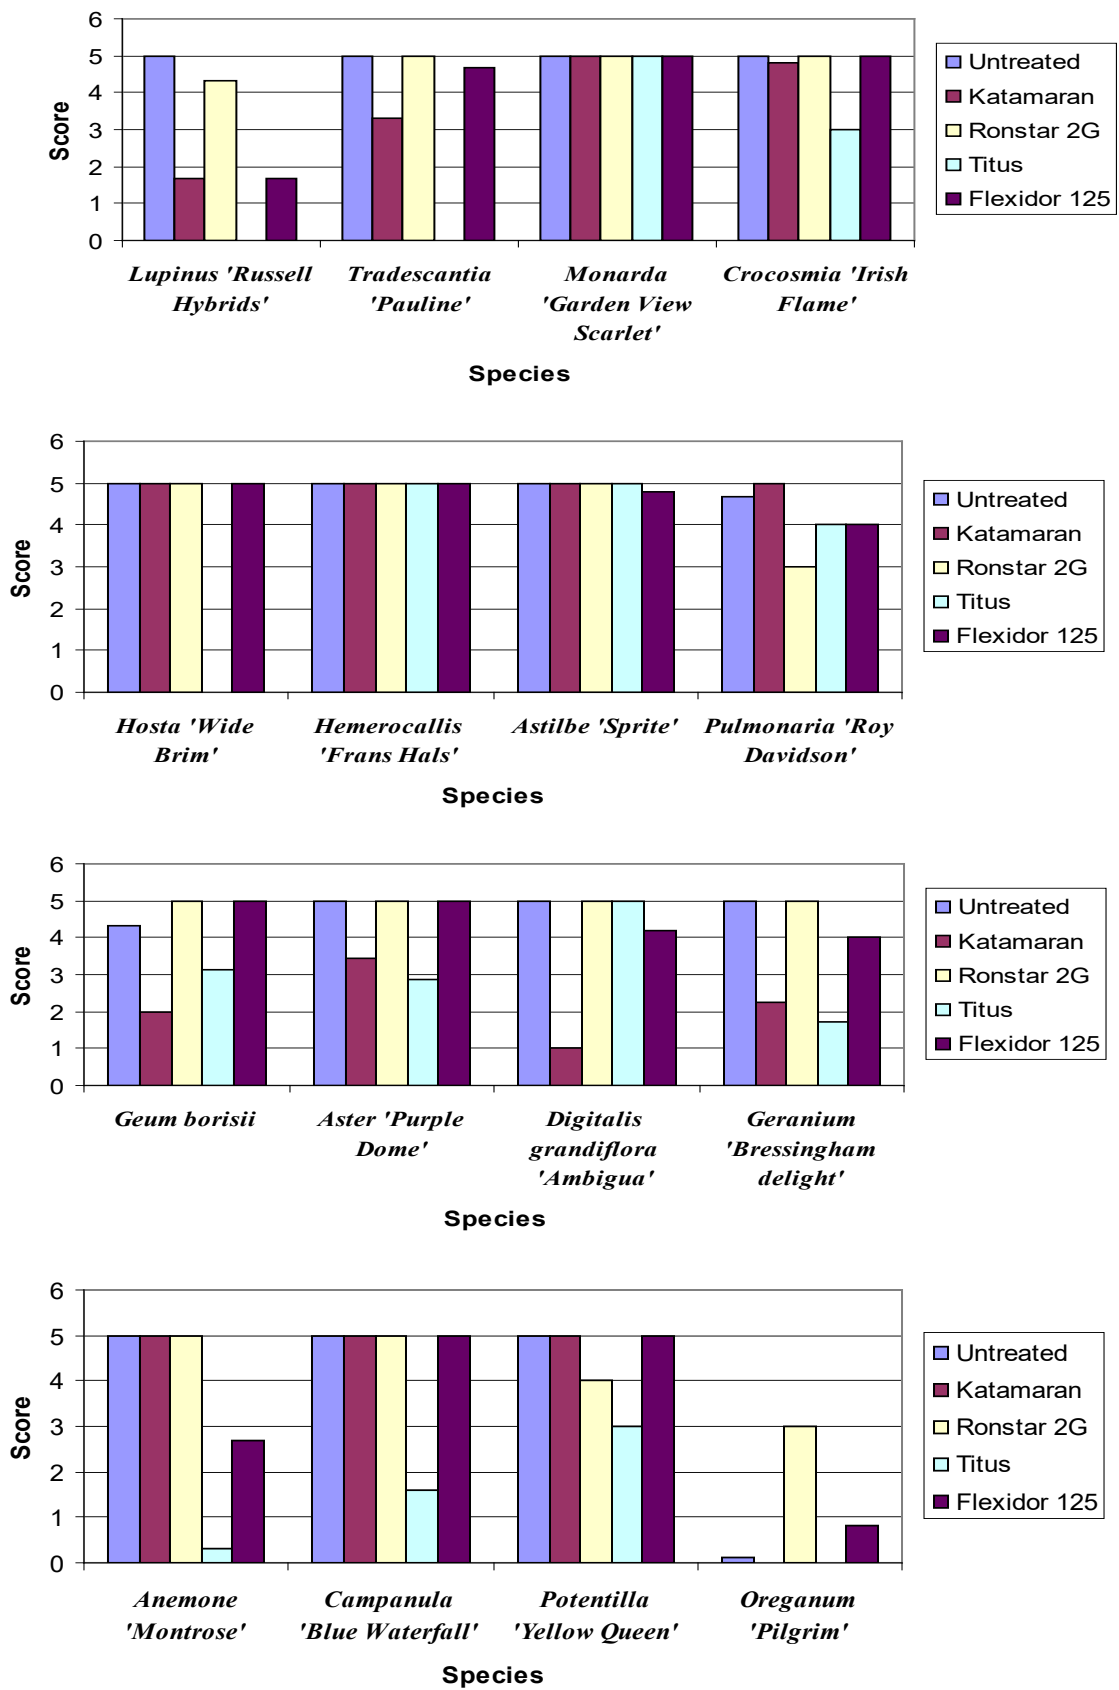 6
5
4
3
2
1
0
Score
Lupinus 'Russell
Hybrids'
Tradescantia
'Pauline'
Monarda
'Garden View
Scarlet'
Crocosmia 'Irish
Flame'
Species
Untreated
Katamaran
Ronstar 2G
Titus
Flexidor 125
6
5
4
3
2
1
0
Score
Hosta 'Wide
Brim'
Hemerocallis
'Frans Hals'
Astilbe 'Sprite'
Pulmonaria 'Roy
Davidson'
Species
Untreated
Katamaran
Ronstar 2G
Titus
Flexidor 125
6
5
4
3
2
1
0
Score
Geum borisii
Aster 'Purple
Dome'
Digitalis
grandiflora
'Ambigua'
Geranium
'Bressingham
delight'
Species
Untreated
Katamaran
Ronstar 2G
Titus
Flexidor 125
6
5
4
3
2
1
0
Score
Anemone
'Montrose'
Campanula
'Blue Waterfall'
Potentilla
'Yellow Queen'
Oreganum
'Pilgrim'
Species
Untreated
Katamaran
Ronstar 2G
Titus
Flexidor 125